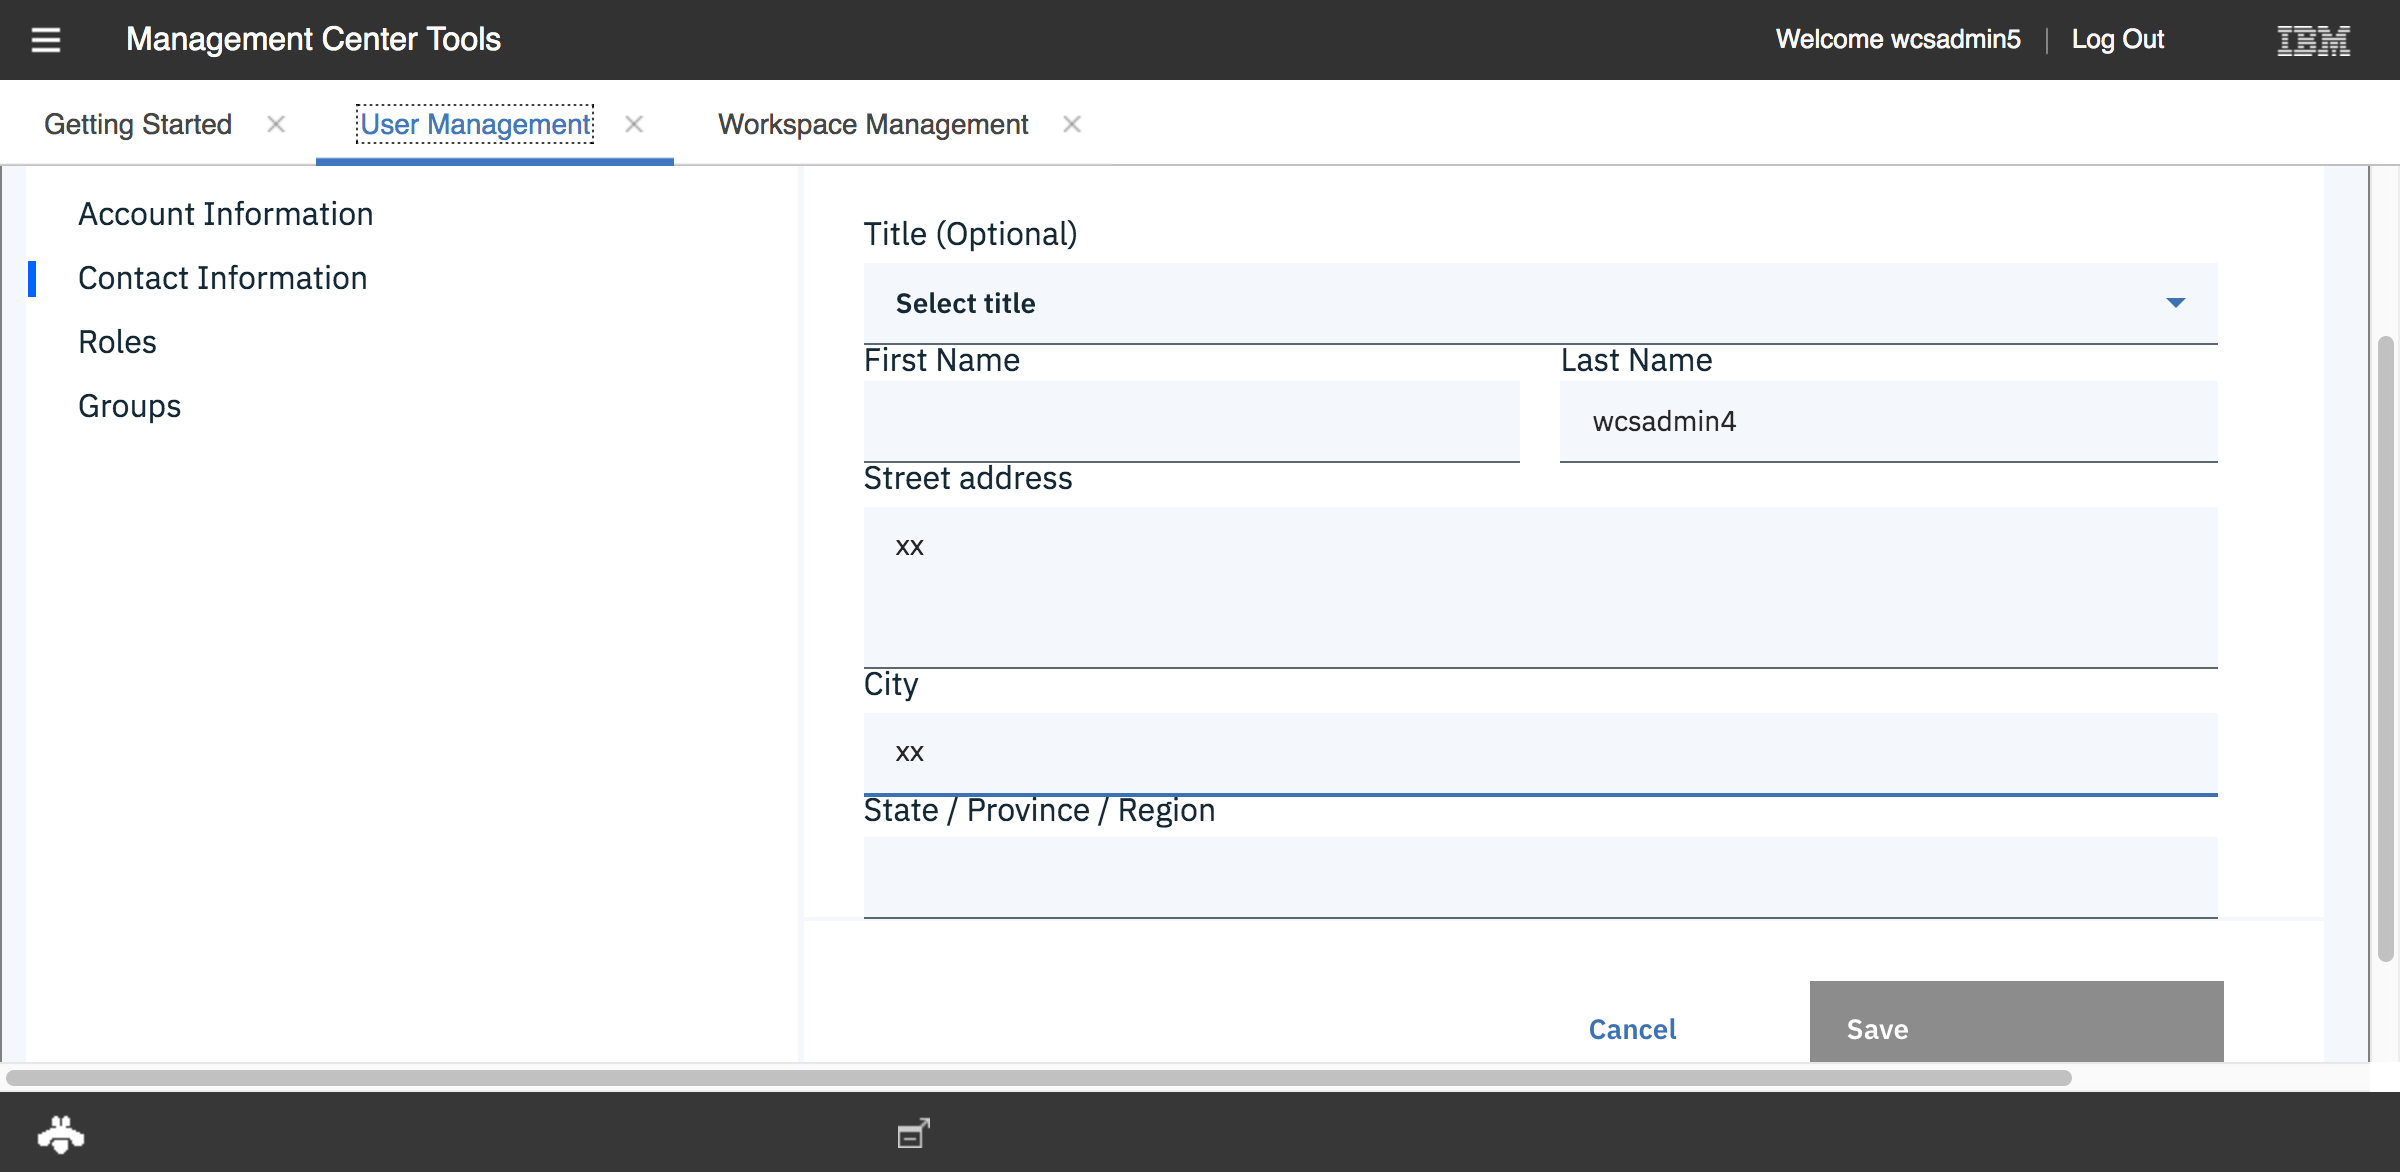 Management Center Tools
Welcome wcsadmin5 | Log Out
IBM
Getting Started
User Management
Workspace Management
Account Information
Contact Information
Roles
Groups
Title (Optional)
Select title
First Name
Last Name
wcsadmin4
Street address
xx
City
xx
State / Province / Region
Cancel
Save